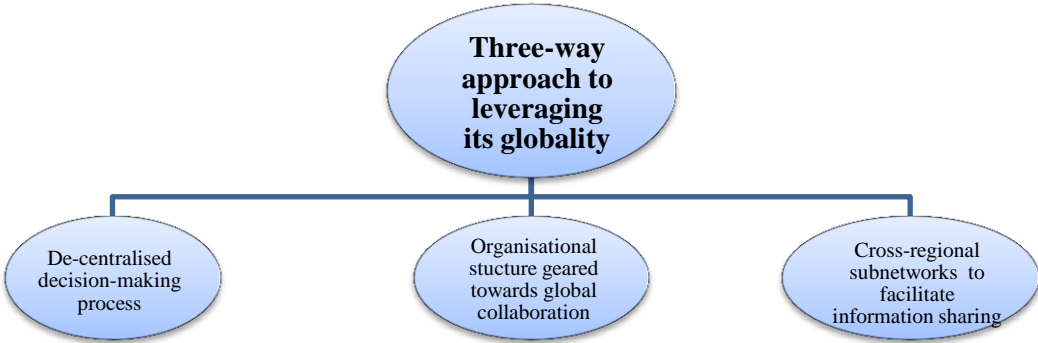 Three-way
approach to
leveraging
its globality
De-centralised
decision-making
process
Organisational
stucture geared
towards global
collaboration
Cross-regional
subnetworks to
facilitate
information sharing